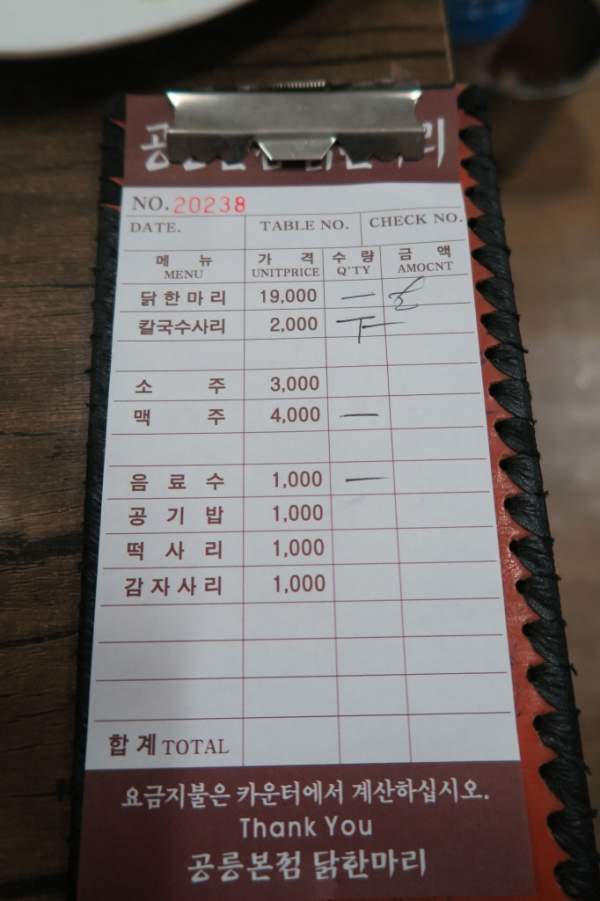 NO. 20238
DATE. TABLE NO. CHECK NO.
메뉴 가격 수량 금액
MENU UNITPRICE Q'TY AMOCNT
닭한마리 19,000 一
칼국수사리 2,000
소주 3,000
맥주 4,000 一
음료수 1,000 一
공기밥 1,000
떡사리 1,000
감자사리 1,000
합계 TOTAL
요금지불은 카운터에서 계산하십시오.
Thank You
공릉본점 닭한마리